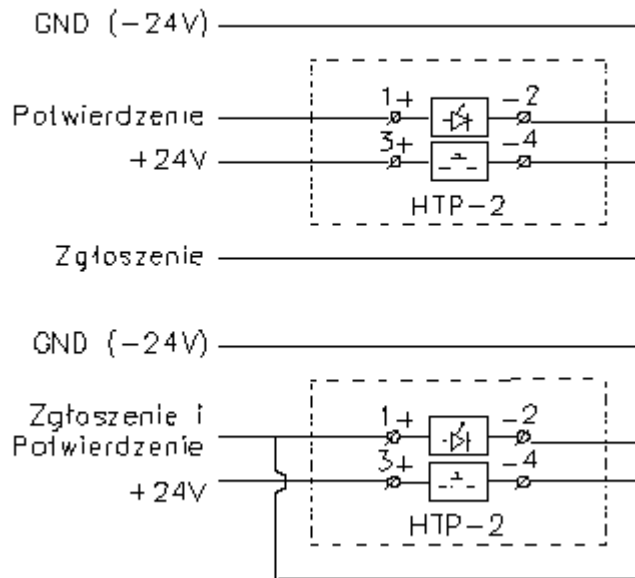 GND (-24V)
1+ -2
Potwierdzenie
3+ -4
+24V
HTP-2
Zgłoszenie
GND (-24V)
Zgłoszenie i
1+ -2
Potwierdzenie
3+ -4
+24V
HTP-2